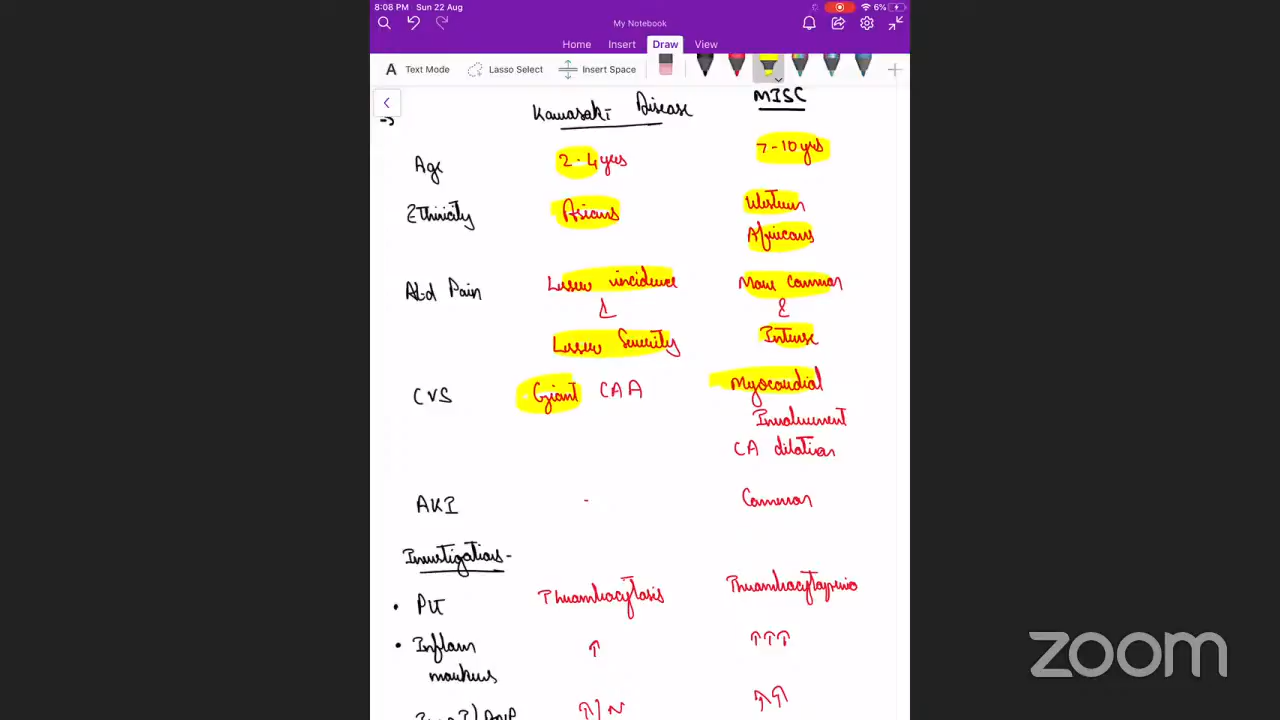 8:08 PM Sun 22 Aug
6%
My Notebook
Home Insert Draw View
A Text Mode Lasso Select Insert Space
Kawasaki Disease MISC
Age 2-4 yrs 7-10 yrs
Ethinicity Asians Western
Africans
Abd Pain Lesser incidence More Common
& &
Lesser Severity Intense
CVS Giant CAA Myocardial
Involvement
CA dilation
AKI - Common
Investigations-
• Plt Thrombocytosis Thrombocytopenia
• Inflam ↑ ↑↑↑
markers
↑/N ↑↑
zoom